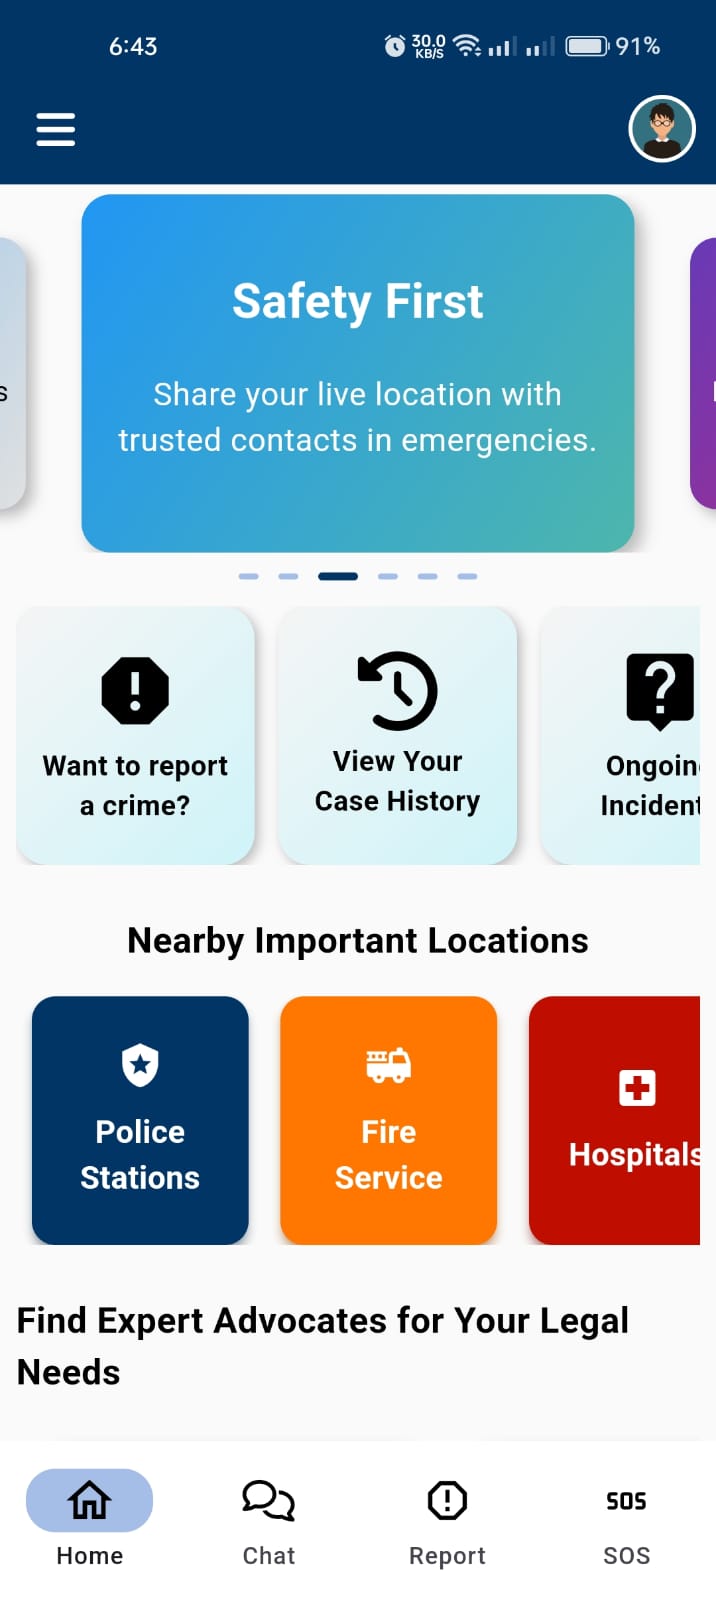 6:43
30.0
KB/S
91%
Safety First
Share your live location with
trusted contacts in emergencies.
Want to report
a crime?
View Your
Case History
Nearby Important Locations
Police
Stations
Fire
Service
Hospitals
Find Expert Advocates for Your Legal
Needs
Home
Chat
Report
SOS
SOS